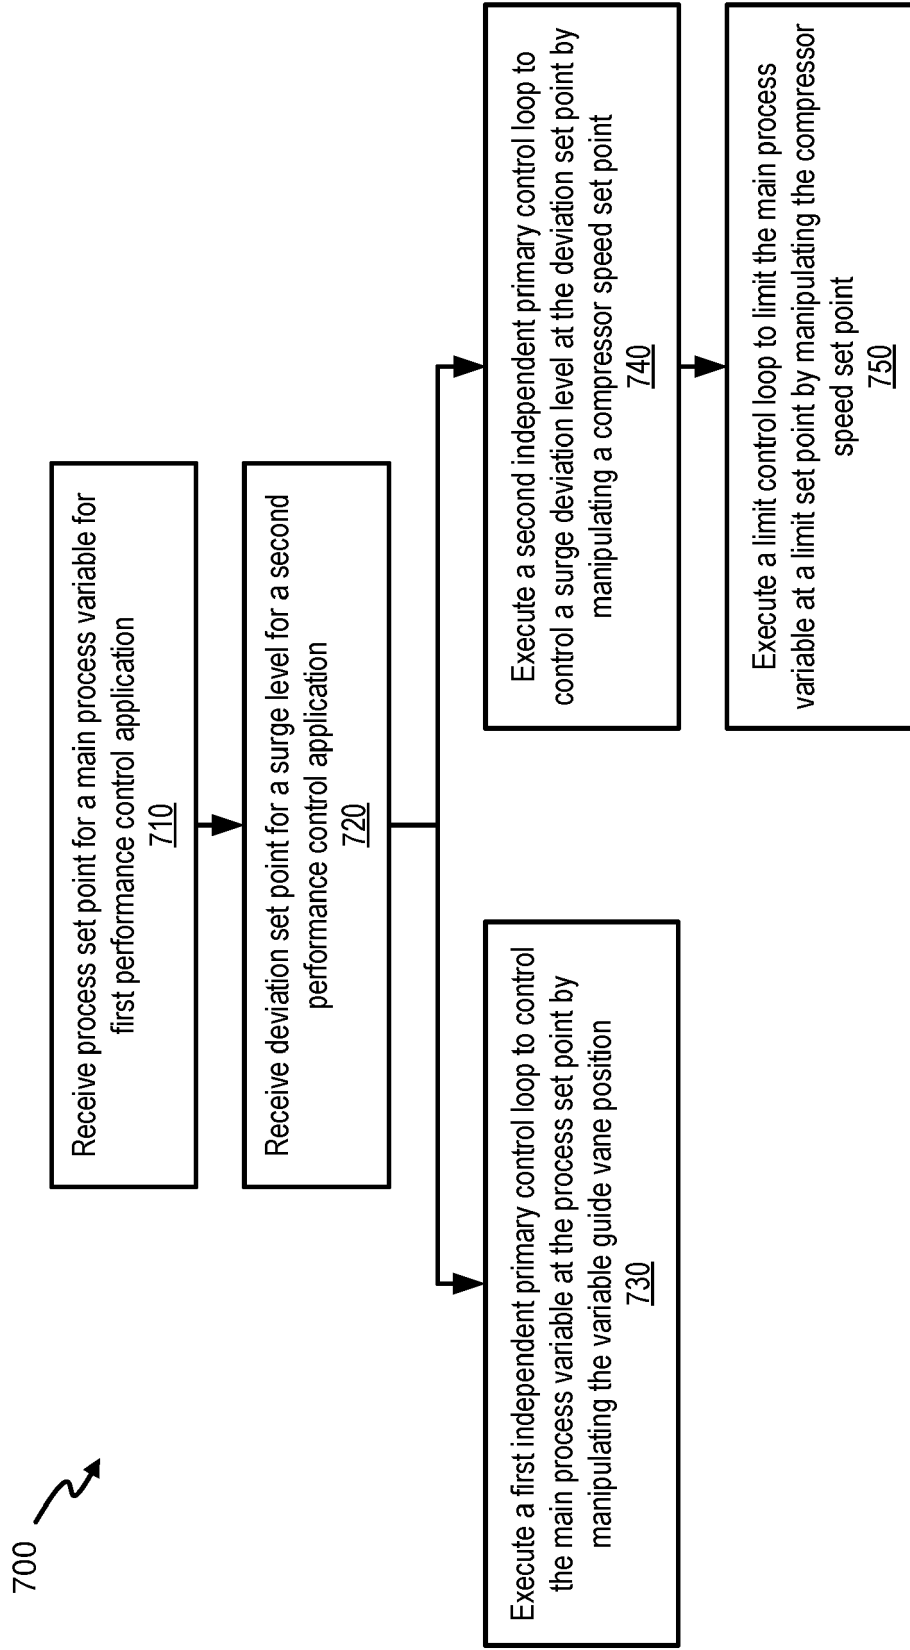 700
Receive process set point for a main process variable for
first performance control application
710
Receive deviation set point for a surge level for a second
performance control application
720
Execute a first independent primary control loop to control
the main process variable at the process set point by
manipulating the variable guide vane position
730
Execute a second independent primary control loop to
control a surge deviation level at the deviation set point by
manipulating a compressor speed set point
740
Execute a limit control loop to limit the main process
variable at a limit set point by manipulating the compressor
speed set point
750